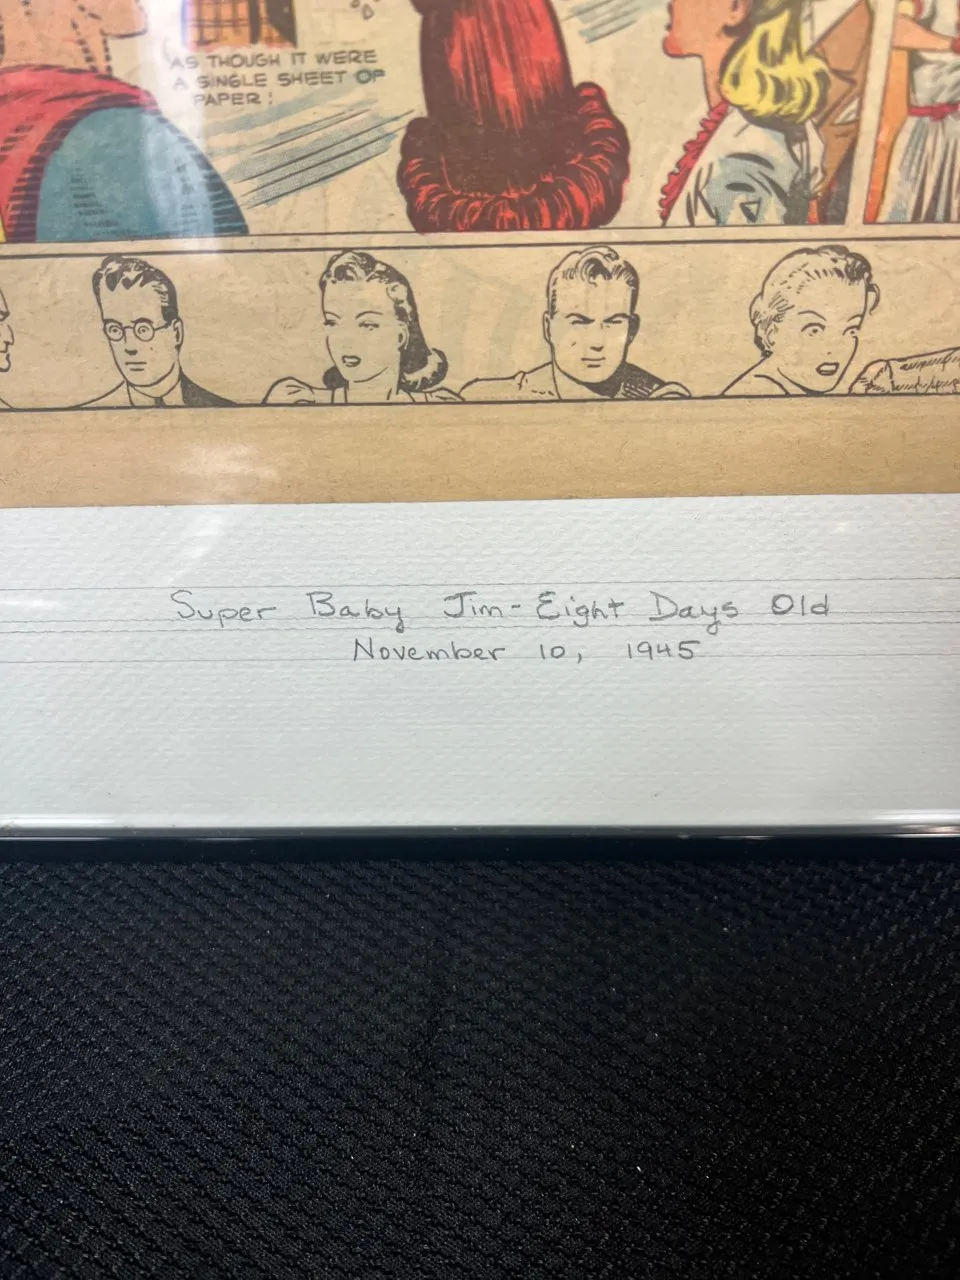 AS THOUGH IT WERE
A SINGLE SHEET OF
PAPER!
Super Baby Jim - Eight Days Old
November 10, 1945